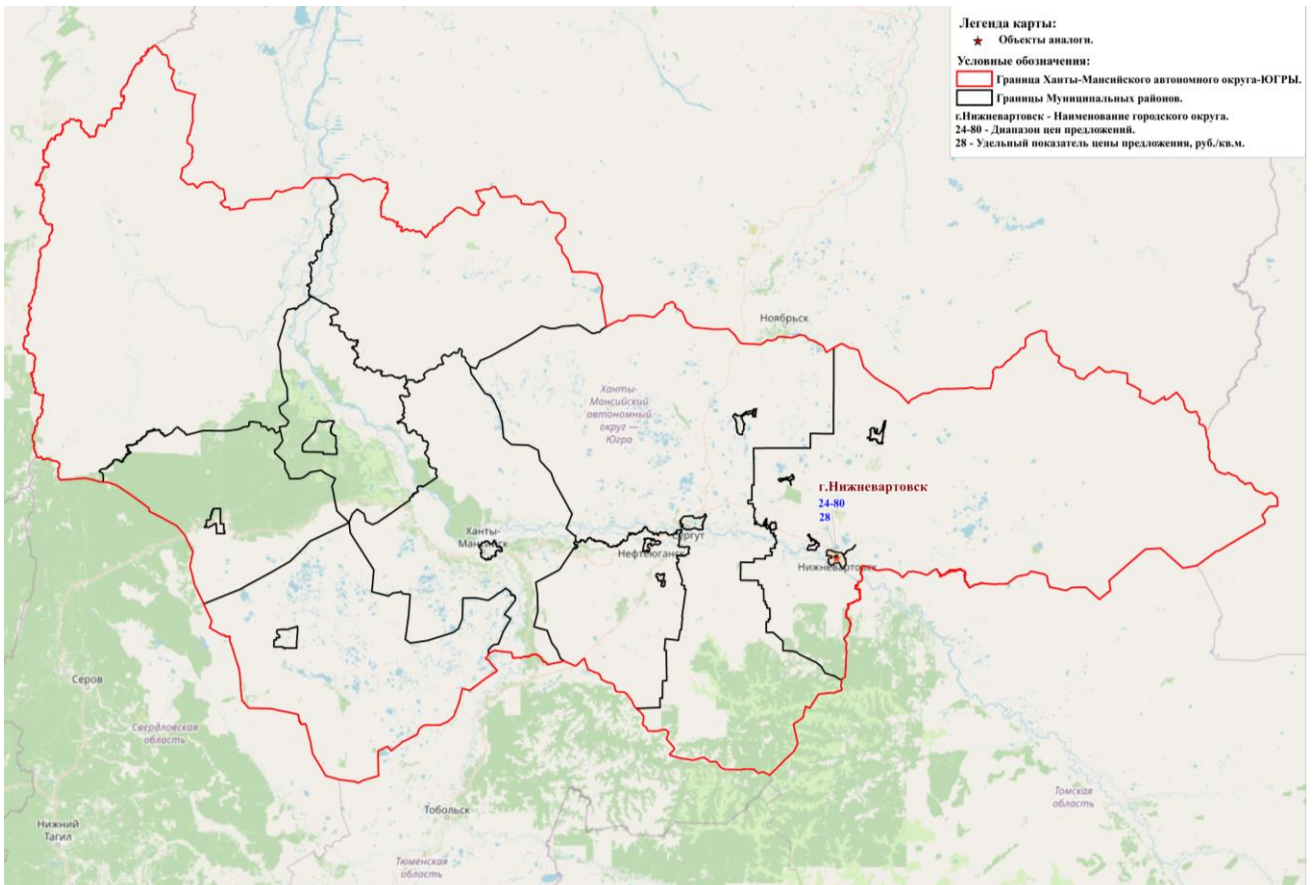 Легенда карты:
Объекты аналоги.
Условные обозначения:
Граница Ханты-Мансийского автономного округа-ЮГРЫ.
Границы Муниципальных районов.
г.Нижневартовск - Наименование городского округа.
24-80 - Диапазон цен предложений.
28 - Удельный показатель цены предложения, руб./кв.м.
Ноябрьск
Ханты-
Мансийский
автономный
округ —
Югра
г.Нижневартовск
24-80
28
Ханты-
Мансийск
Сургут
Нефтеюганск
Нижневартовск
Серов
Свердловская
область
Тобольск
Томская
область
Нижний
Тагил
Тюменская
область